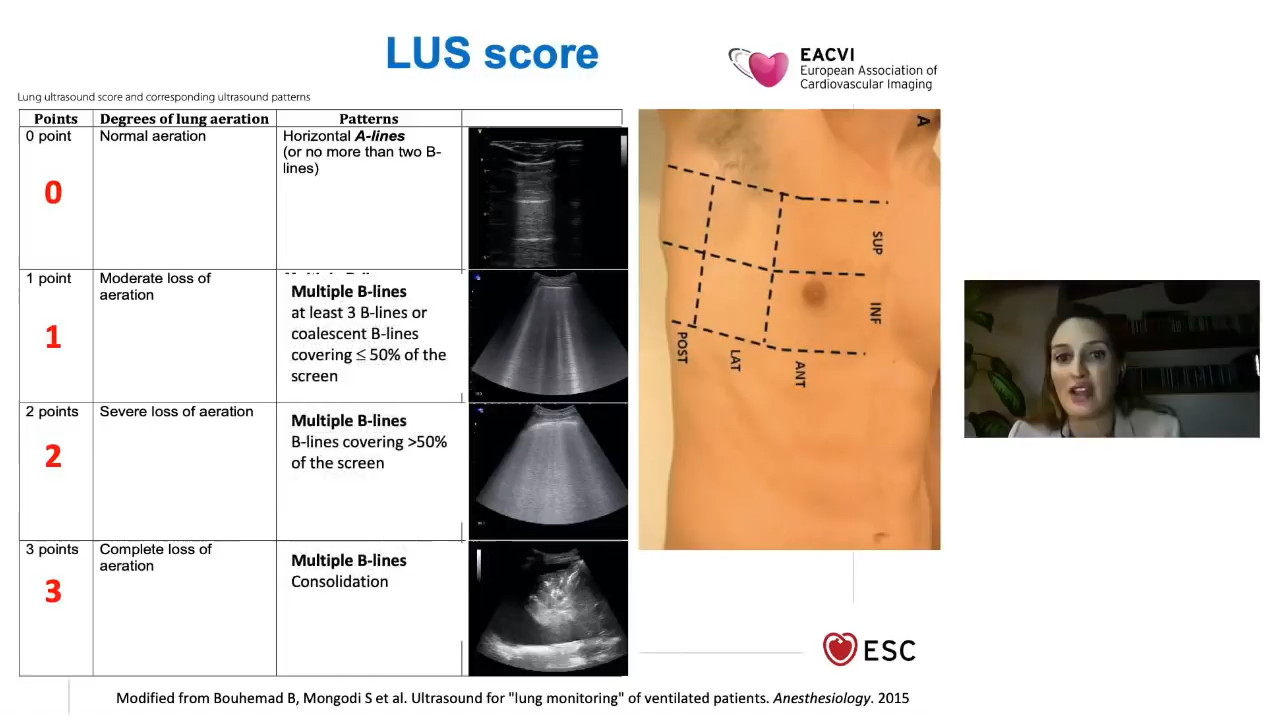 LUS score
EACVI
European Association of
Cardiovascular Imaging
Lung ultrasound score and corresponding ultrasound patterns
Points Degrees of lung aeration Patterns
0 point Normal aeration Horizontal A-lines
(or no more than two B-
lines)
0
1 point Moderate loss of
aeration
Multiple B-lines
at least 3 B-lines or
coalescent B-lines
covering ≤ 50% of the
screen
1
2 points Severe loss of aeration
Multiple B-lines
B-lines covering >50%
of the screen
2
3 points Complete loss of
aeration
Multiple B-lines
Consolidation
3
A
SUP
INF
POST
LAT
ANT
ESC
Modified from Bouhemad B, Mongodi S et al. Ultrasound for "lung monitoring" of ventilated patients. Anesthesiology. 2015